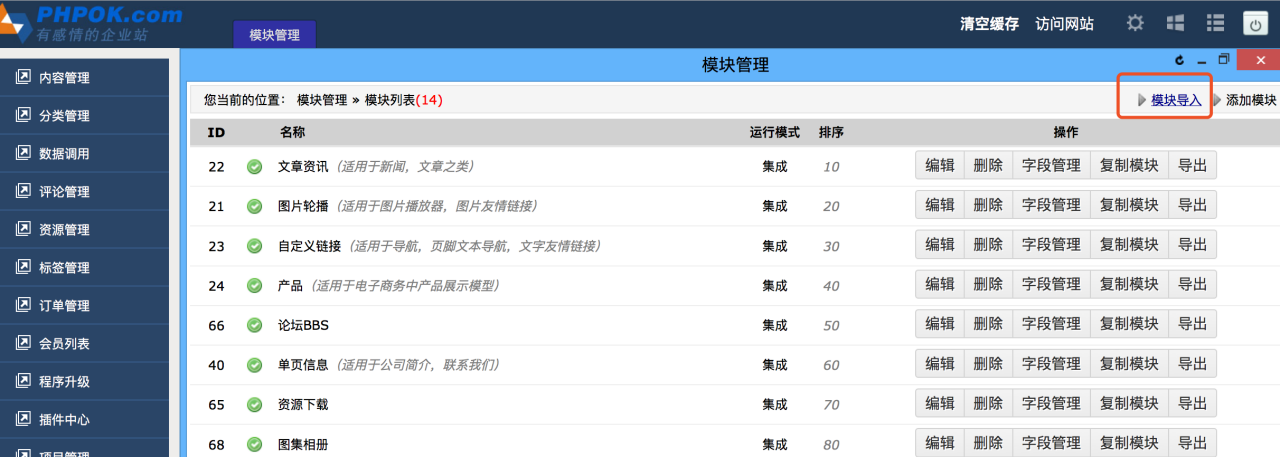 PHPOK.com
有感情的企业站
模块管理
清空缓存 访问网站
模块管理
内容管理
分类管理
数据调用
评论管理
资源管理
标签管理
订单管理
会员列表
程序升级
插件中心
项目管理
您当前的位置： 模块管理 » 模块列表(14)
模块导入 添加模块
ID 名称 运行模式 排序 操作
22 文章资讯（适用于新闻，文章之类） 集成 10 编辑 删除 字段管理 复制模块 导出
21 图片轮播（适用于图片播放器，图片友情链接） 集成 20 编辑 删除 字段管理 复制模块 导出
23 自定义链接（适用于导航，页脚文本导航，文字友情链接） 集成 30 编辑 删除 字段管理 复制模块 导出
24 产品（适用于电子商务中产品展示模型） 集成 40 编辑 删除 字段管理 复制模块 导出
66 论坛BBS 集成 50 编辑 删除 字段管理 复制模块 导出
40 单页信息（适用于公司简介，联系我们） 集成 60 编辑 删除 字段管理 复制模块 导出
65 资源下载 集成 70 编辑 删除 字段管理 复制模块 导出
68 图集相册 集成 80 编辑 删除 字段管理 复制模块 导出